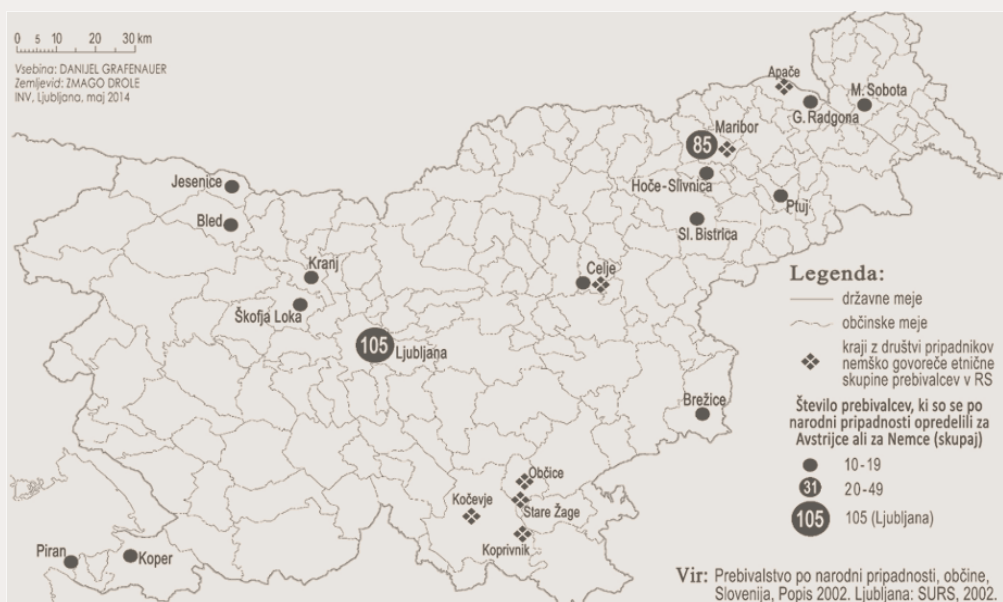 0 5 10 20 30 km
Vsebina: DANIJEL GRAFENAUER
Zemljevid: ZMAGO DROLE
INV, Ljubljana, maj 2014
Apače
M. Sobota
G. Radgona
Maribor
85
Jesenice
Hoče-Slivnica
Ptuj
Bled
Sl. Bistrica
Kranj
Celje
Škofja Loka
105
Ljubljana
Brežice
Občice
Kočevje
Stare Žage
Koprivnik
Piran
Koper
Legenda:
državne meje
občinske meje
kraji z društvi pripadnikov
nemško govoreče etnične
skupine prebivalcev v RS
Število prebivalcev, ki so se po
narodni pripadnosti opredelili za
Avstrijce ali za Nemce (skupaj)
10-19
31 20-49
105 105 (Ljubljana)
Vir: Prebivalstvo po narodni pripadnosti, občine,
Slovenija, Popis 2002. Ljubljana: SURS, 2002.